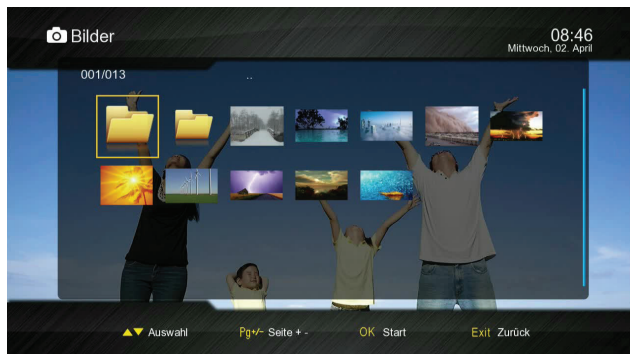 Bilder
08:46
Mittwoch, 02. April
001/013
..
Auswahl
Pg+/- Seite + -
OK Start
Exit Zurück